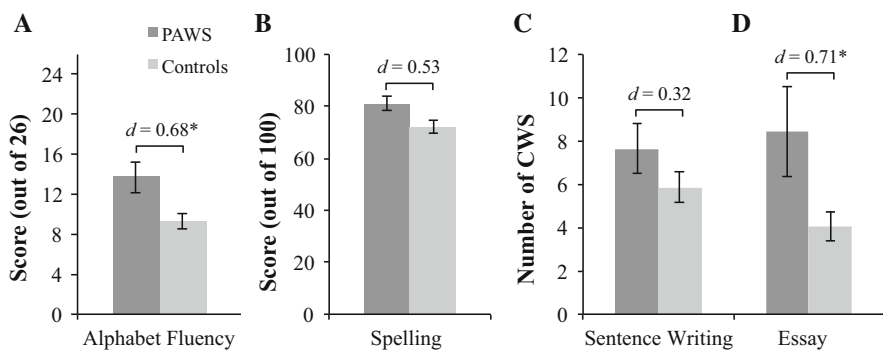 A
PAWS
Controls
24
20
16
12
8
4
0
Score (out of 26)
d = 0.68*
Alphabet Fluency
B
100
80
60
40
20
0
Score (out of 100)
d = 0.53
Spelling
C
12
10
8
6
4
2
0
Number of CWS
d = 0.32
Sentence Writing
D
d = 0.71*
Essay